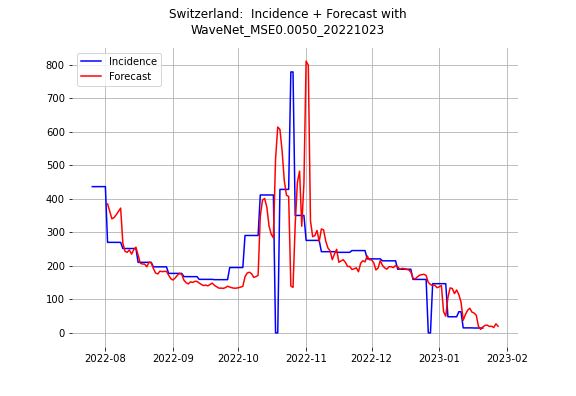 Switzerland:  Incidence + Forecast with
WaveNet_MSE0.0050_20221023
Incidence
Forecast
800
700
600
500
400
300
200
100
0
2022-08 2022-09 2022-10 2022-11 2022-12 2023-01 2023-02